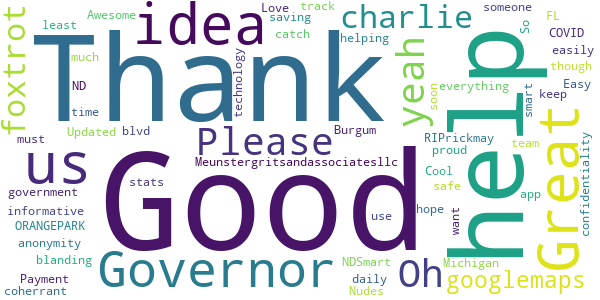 Awesome
Love
track
someone
FL
idea
saving
charlie
So
COVID
least
catch
helping
easily
foxtrot
Thank
yeah
help
much
though
ND
technology
soon
everything
Easy
time
smart
keep
Updated
blvd
Please
Burgum
RIPrickmay
Great
team
must
us
Good
Meunstergritsandassociatesllc
proud
confidentiality
government
stats
Cool
safe
app
informative
use
hope
want
ORANGEPARK
anonymity
blanding
Governor
NDSmart
Oh
Michigan
Payment
daily
googlemaps
coherrant
Nudes